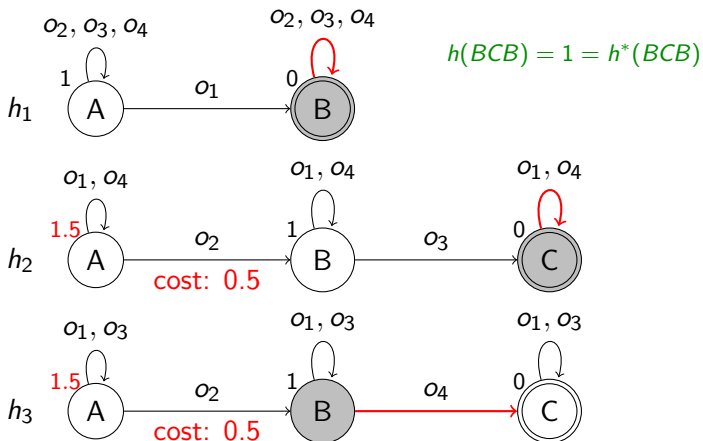 o₂, o₃, o₄ o₂, o₃, o₄
h(BCB) = 1 = h*(BCB)
1 0
h₁ A o₁ B
o₁, o₄ o₁, o₄ o₁, o₄
1.5 1 0
h₂ A o₂ B o₃ C
cost: 0.5
o₁, o₃ o₁, o₃ o₁, o₃
1.5 1 0
h₃ A o₂ B o₄ C
cost: 0.5